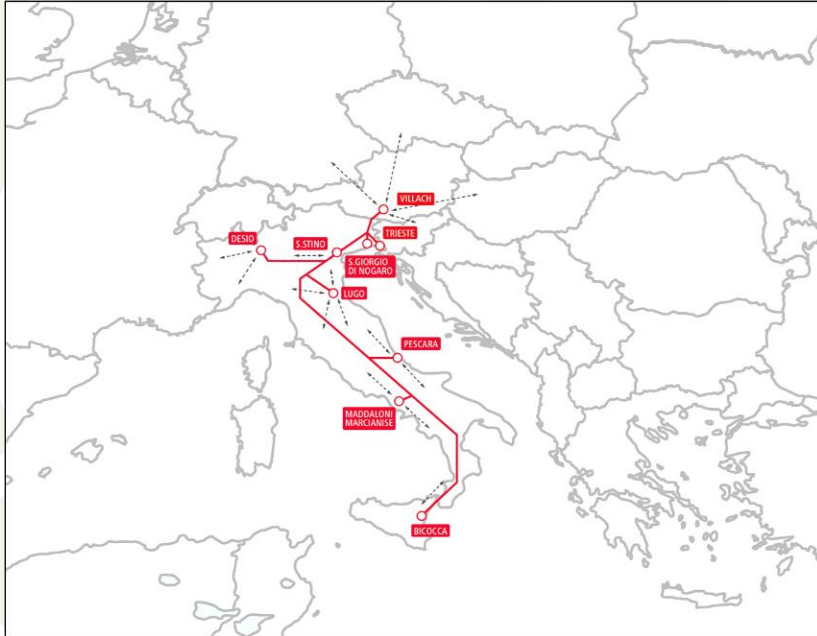 VILLACH
TRIESTE
DESIO
S.STINO
S.GIORGIO
DI NOGARO
LUGO
PESCARA
MADDALONI
MARCIANISE
BICOCCA